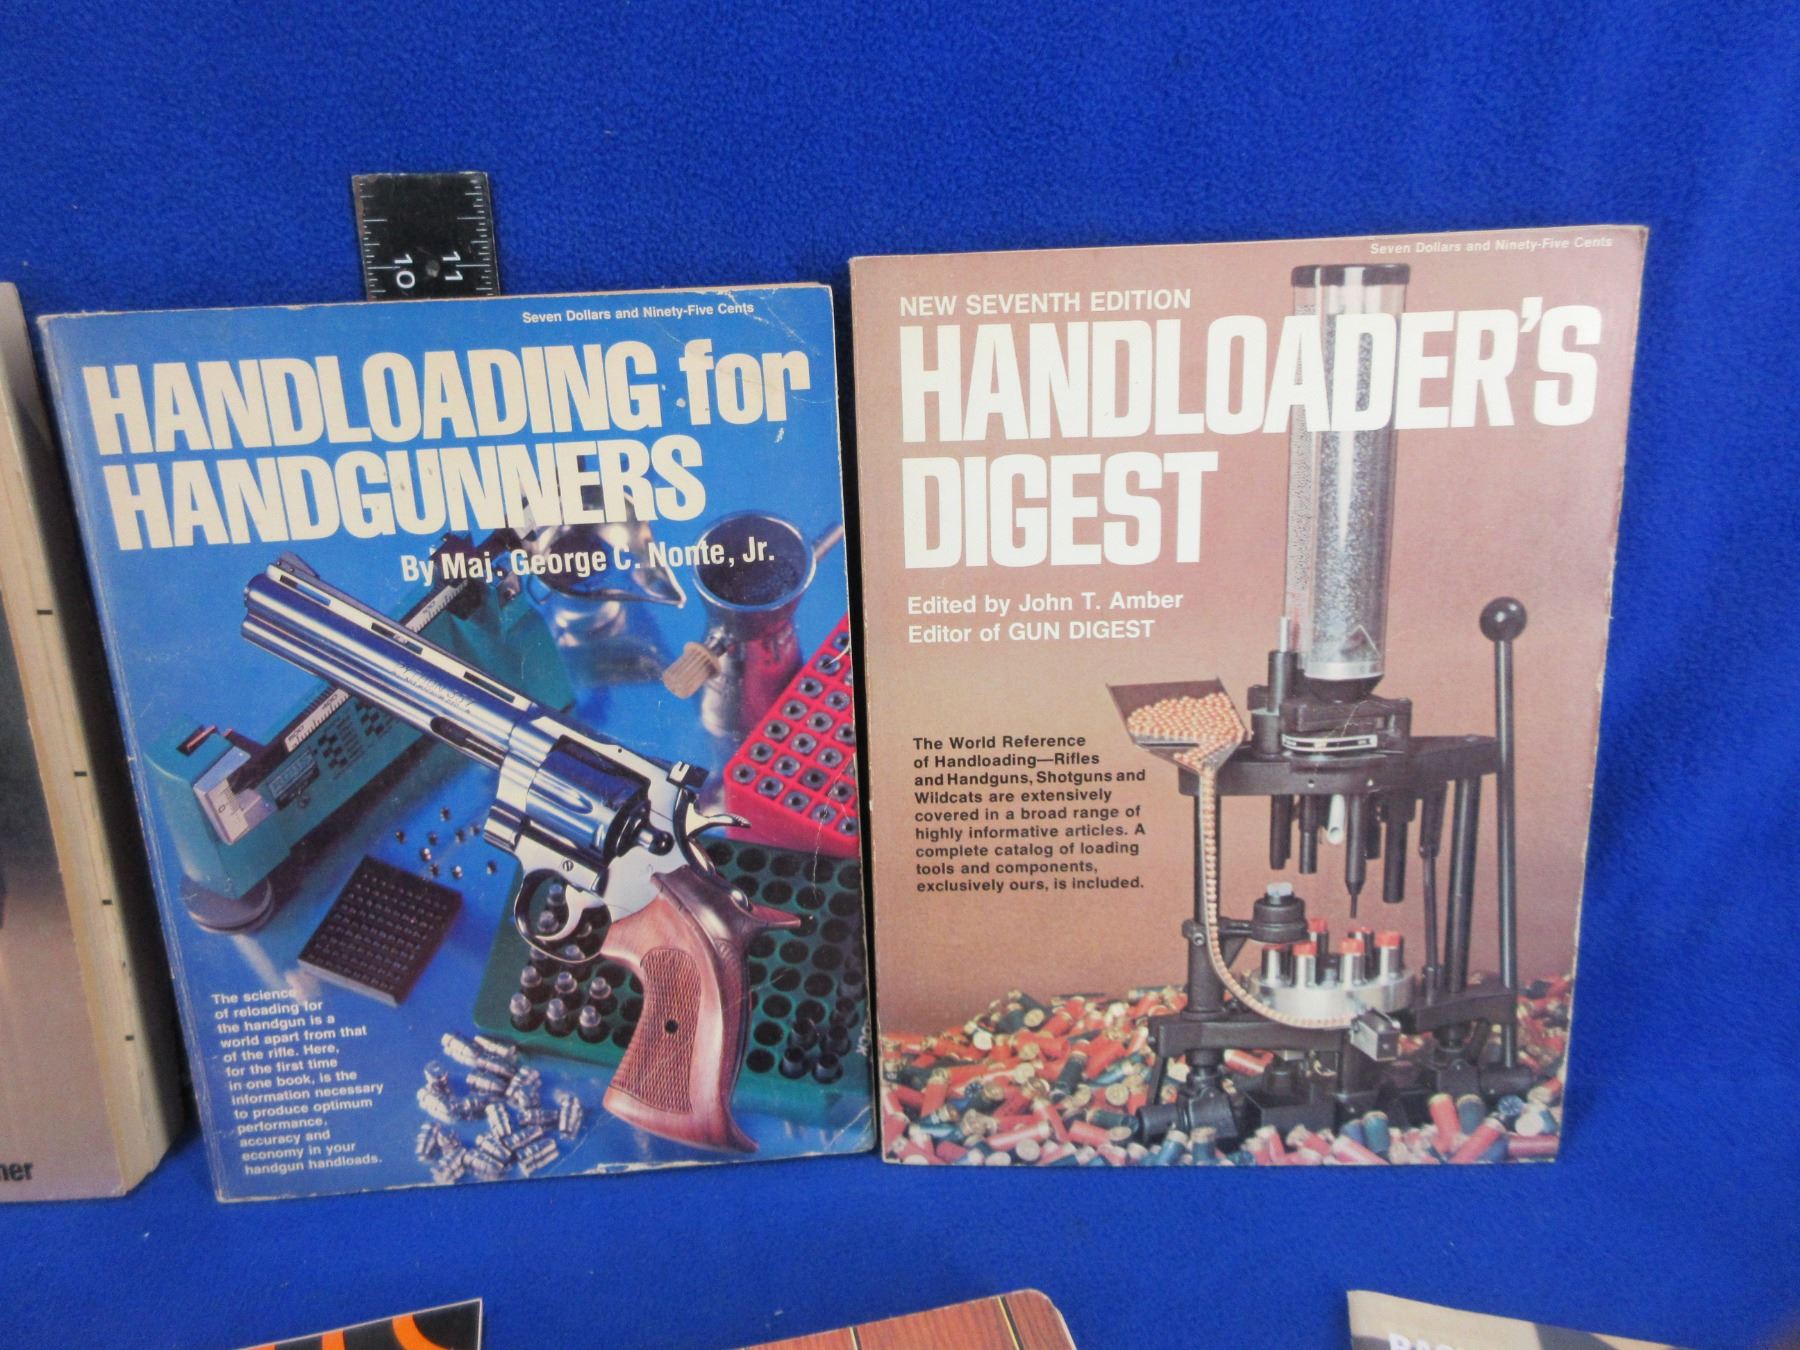 10
11
Seven Dollars and Ninety-Five Cents
HANDLOADING for
HANDGUNNERS
By Maj. George C. Nonte, Jr.
PYTHON 357
The science
of reloading for
the handgun is a
world apart from that
of the rifle. Here,
for the first time
in one book, is the
information necessary
to produce optimum
performance,
accuracy and
economy in your
handgun handloads.
Seven Dollars and Ninety-Five Cents
NEW SEVENTH EDITION
HANDLOADER'S
DIGEST
Edited by John T. Amber
Editor of GUN DIGEST
The World Reference
of Handloading—Rifles
and Handguns, Shotguns and
Wildcats are extensively
covered in a broad range of
highly informative articles. A
complete catalog of loading
tools and components,
exclusively ours, is included.